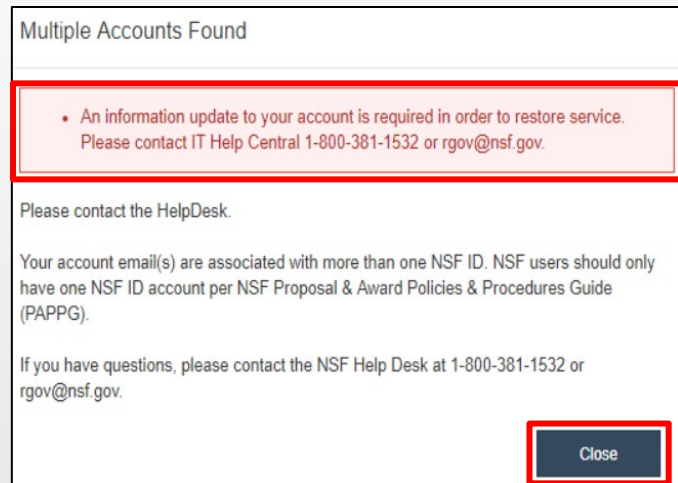 Multiple Accounts Found
• An information update to your account is required in order to restore service.
Please contact IT Help Central 1-800-381-1532 or rgov@nsf.gov.
Please contact the HelpDesk.
Your account email(s) are associated with more than one NSF ID. NSF users should only
have one NSF ID account per NSF Proposal & Award Policies & Procedures Guide
(PAPPG).
If you have questions, please contact the NSF Help Desk at 1-800-381-1532 or
rgov@nsf.gov.
Close